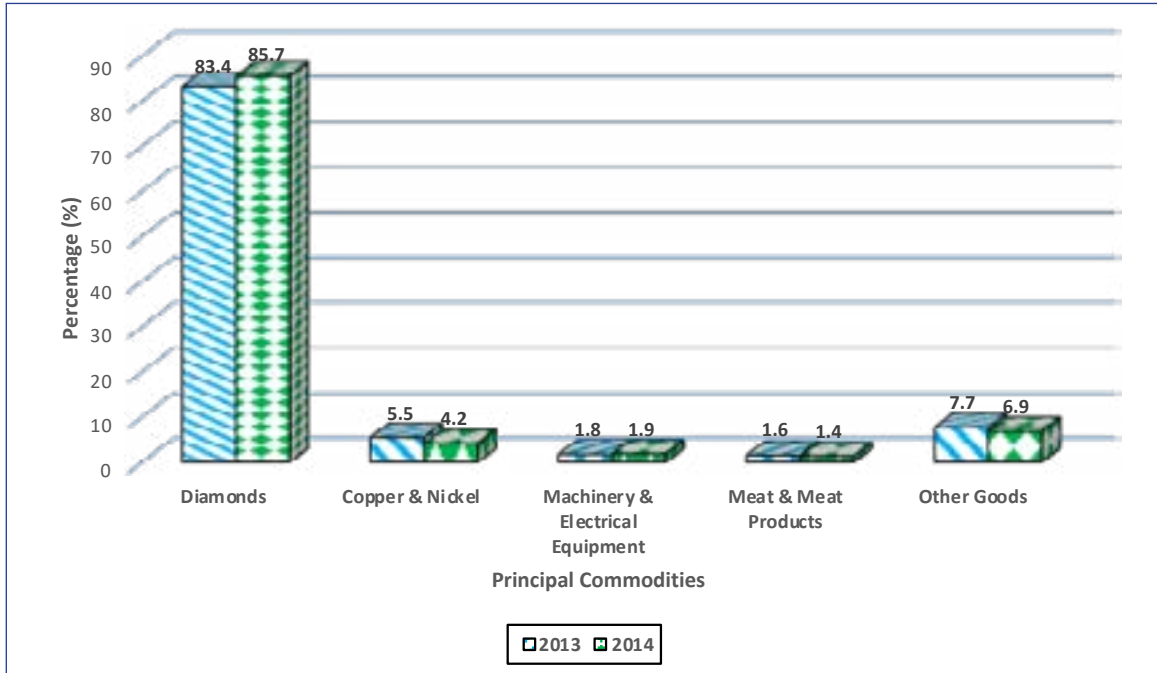 83.4 85.7
90
80
70
60
50
40
30
20
10
0
Percentage (%)
5.5 4.2
1.8 1.9
1.6 1.4
7.7 6.9
Diamonds
Copper & Nickel
Machinery &
Electrical
Equipment
Meat & Meat
Products
Other Goods
Principal Commodities
2013 2014